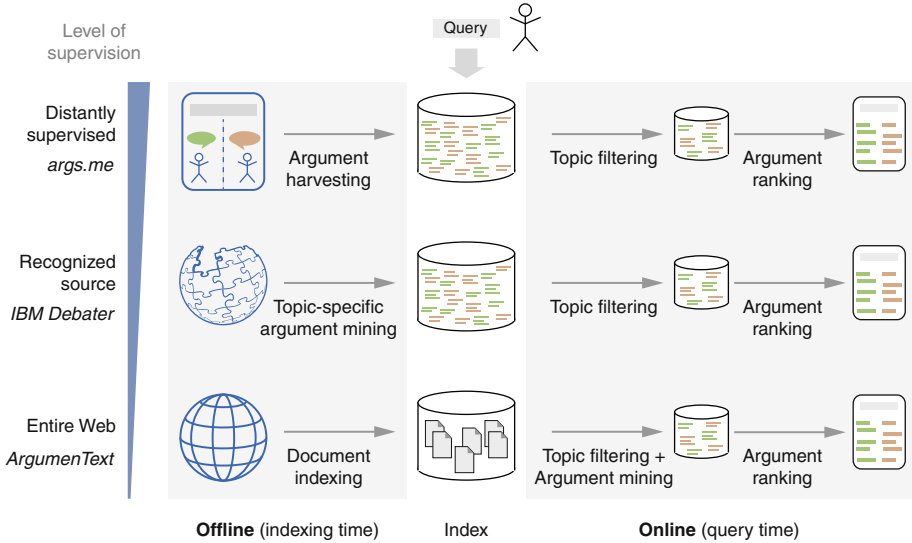 Level of
supervision
Query
Distantly
supervised
args.me
Argument
harvesting
Topic filtering
Argument
ranking
Recognized
source
IBM Debater
Topic-specific
argument mining
Topic filtering
Argument
ranking
Entire Web
ArgumenText
Document
indexing
Topic filtering +
Argument mining
Argument
ranking
Offline (indexing time)
Index
Online (query time)